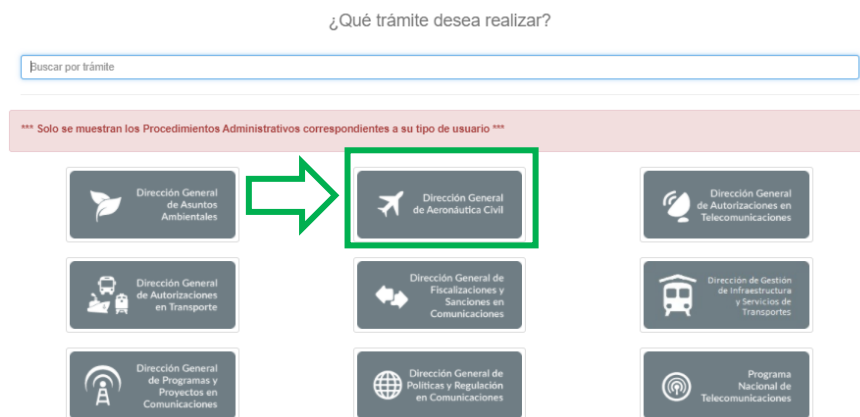 ¿Qué trámite desea realizar?
Buscar por trámite
*** Solo se muestran los Procedimientos Administrativos correspondientes a su tipo de usuario ***
Dirección General
de Asuntos
Ambientales
Dirección General
de Aeronáutica Civil
Dirección General
de Autorizaciones en
Telecomunicaciones
Dirección General
de Autorizaciones
en Transporte
Dirección General de
Fiscalizaciones y
Sanciones en
Comunicaciones
Dirección de Gestión
de Infraestructura
y Servicios de
Transportes
Dirección General
de Programas y
Proyectos en
Comunicaciones
Dirección General de
Políticas y Regulación
en Comunicaciones
Programa
Nacional de
Telecomunicaciones